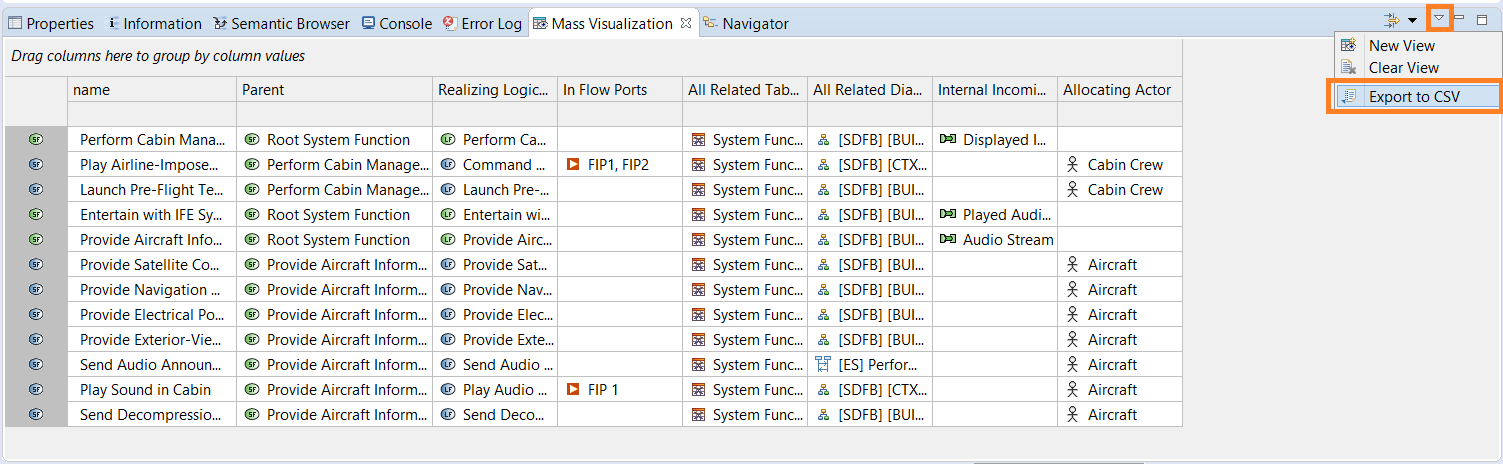 Properties Information Semantic Browser Console Error Log Mass Visualization Navigator
New View
Clear View
Export to CSV
Drag columns here to group by column values
name Parent Realizing Logic... In Flow Ports All Related Tab... All Related Dia... Internal Incomi... Allocating Actor
SF Perform Cabin Mana... SF Root System Function LF Perform Ca... System Func... [SDFB] [BUI... Displayed I...
SF Play Airline-Impose... SF Perform Cabin Manage... LF Command ... FIP1, FIP2 System Func... [SDFB] [CTX... Cabin Crew
SF Launch Pre-Flight Te... SF Perform Cabin Manage... LF Launch Pre-... System Func... [SDFB] [BUI... Cabin Crew
SF Entertain with IFE Sy... SF Root System Function LF Entertain wi... System Func... [SDFB] [BUI... Played Audi...
SF Provide Aircraft Info... SF Root System Function LF Provide Airc... System Func... [SDFB] [BUI... Audio Stream
SF Provide Satellite Co... SF Provide Aircraft Inform... LF Provide Sat... System Func... [SDFB] [BUI... Aircraft
SF Provide Navigation ... SF Provide Aircraft Inform... LF Provide Nav... System Func... [SDFB] [BUI... Aircraft
SF Provide Electrical Po... SF Provide Aircraft Inform... LF Provide Elec... System Func... [SDFB] [BUI... Aircraft
SF Provide Exterior-Vie... SF Provide Aircraft Inform... LF Provide Exte... System Func... [SDFB] [BUI... Aircraft
SF Send Audio Announ... SF Provide Aircraft Inform... LF Send Audio ... System Func... [ES] Perfor... Aircraft
SF Play Sound in Cabin SF Provide Aircraft Inform... LF Play Audio ... FIP 1 System Func... [SDFB] [CTX... Aircraft
SF Send Decompressio... SF Provide Aircraft Inform... LF Send Deco... System Func... [SDFB] [BUI... Aircraft